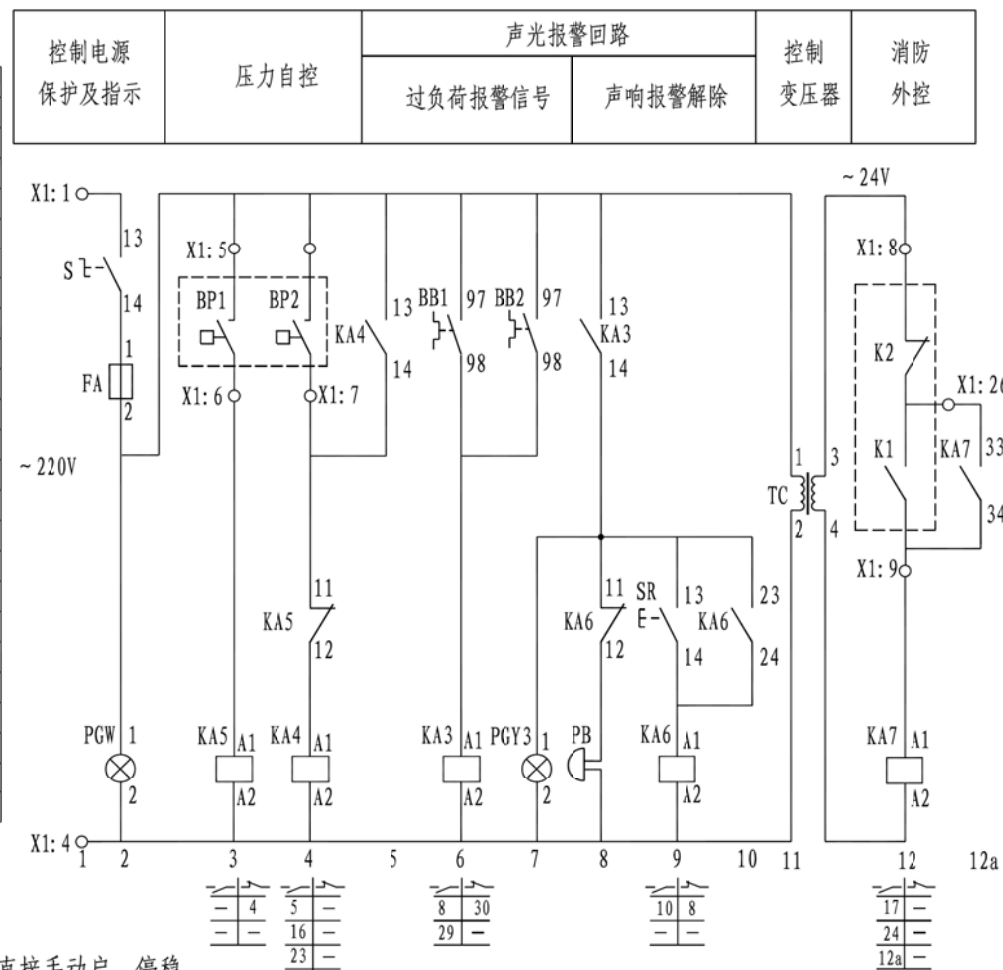 控制电源
保护及指示
压力自控
声光报警回路
过负荷报警信号
声响报警解除
控制
变压器
消防
外控
~24V
X1:1
13
S
14
1
FA
2
~220V
X1:5
BP1
BP2
X1:6
X1:7
KA4
13
14
BB1
97
98
BB2
97
98
13
KA3
14
X1:8
K2
X1:26
K1
KA7
33
34
X1:9
1
3
TC
2
4
11
KA5
12
11
KA6
12
SR
13
14
23
KA6
24
PGW
1
2
KA5
A1
A2
KA4
A1
A2
KA3
A1
A2
PGY3
1
2
PB
KA6
A1
A2
KA7
A1
A2
X1:4
1 2 3 4 5 6 7 8 9 10 11 12 12a
— 4
— —
5 —
16 —
23 —
8 30
29 —
10 8
— —
17 —
24 —
12a —
直接手动启、停稳